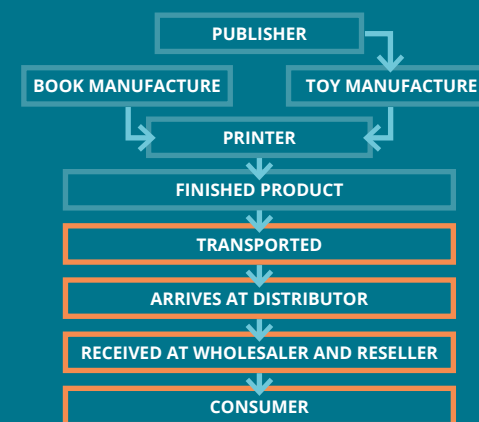 PUBLISHER
BOOK MANUFACTURE
TOY MANUFACTURE
PRINTER
FINISHED PRODUCT
TRANSPORTED
ARRIVES AT DISTRIBUTOR
RECEIVED AT WHOLESALER AND RESELLER
CONSUMER